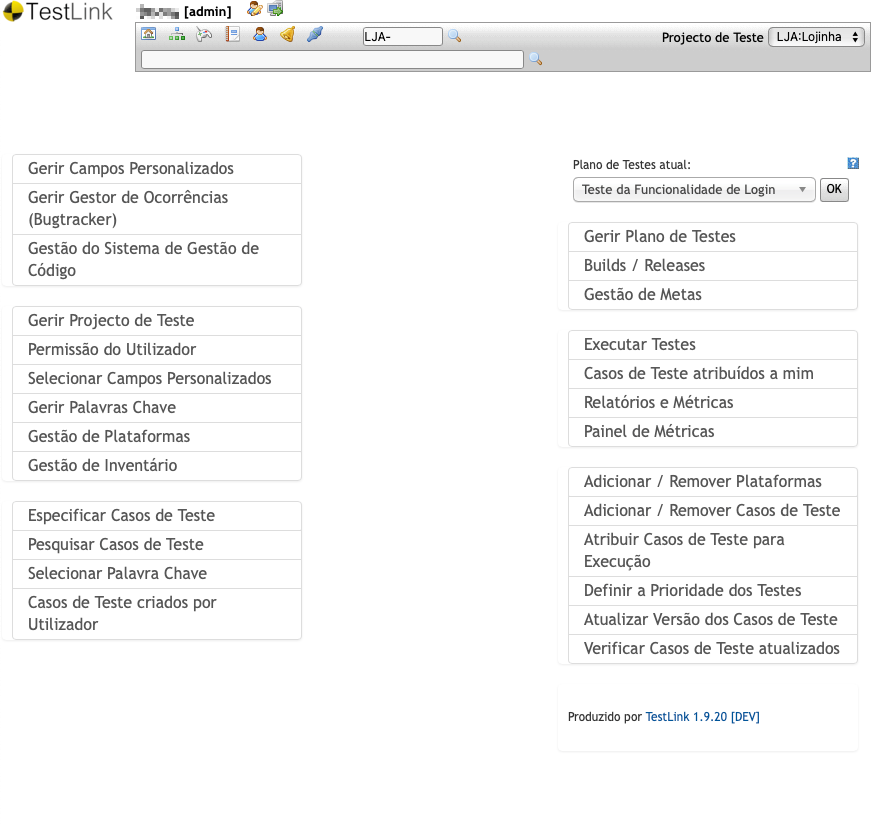 TestLink
[admin]
LJA-
Projecto de Teste
LJA:Lojinha
Gerir Campos Personalizados
Gerir Gestor de Ocorrências
(Bugtracker)
Gestão do Sistema de Gestão de
Código
Gerir Projecto de Teste
Permissão do Utilizador
Selecionar Campos Personalizados
Gerir Palavras Chave
Gestão de Plataformas
Gestão de Inventário
Especificar Casos de Teste
Pesquisar Casos de Teste
Selecionar Palavra Chave
Casos de Teste criados por
Utilizador
Plano de Testes atual:
?
Teste da Funcionalidade de Login
OK
Gerir Plano de Testes
Builds / Releases
Gestão de Metas
Executar Testes
Casos de Teste atribuídos a mim
Relatórios e Métricas
Painel de Métricas
Adicionar / Remover Plataformas
Adicionar / Remover Casos de Teste
Atribuir Casos de Teste para
Execução
Definir a Prioridade dos Testes
Atualizar Versão dos Casos de Teste
Verificar Casos de Teste atualizados
Produzido por TestLink 1.9.20 [DEV]